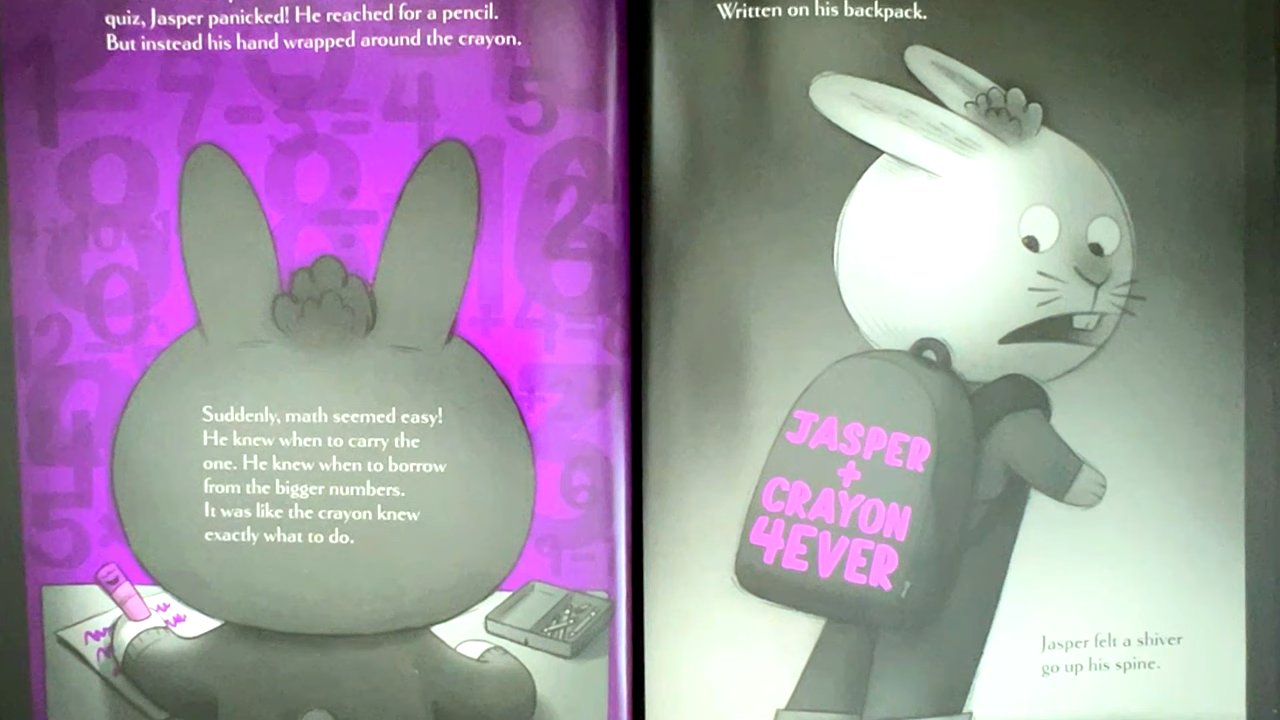 quiz, Jasper panicked! He reached for a pencil.
But instead his hand wrapped around the crayon.
7-3=4
Suddenly, math seemed easy!
He knew when to carry the
one. He knew when to borrow
from the bigger numbers.
It was like the crayon knew
exactly what to do.
Written on his backpack.
JASPER
+
CRAYON
4EVER
Jasper felt a shiver
go up his spine.